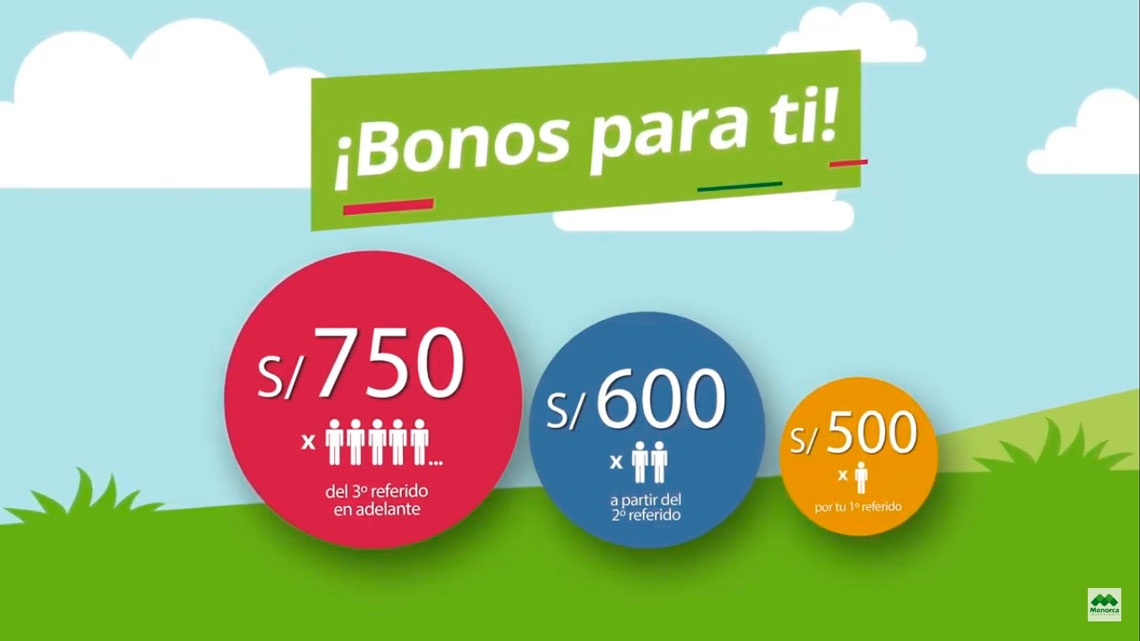 ¡Bonos para ti!
S/750
x
...
del 3º referido
en adelante
S/600
x
a partir del
2º referido
S/500
x
por tu 1º referido
Menorca